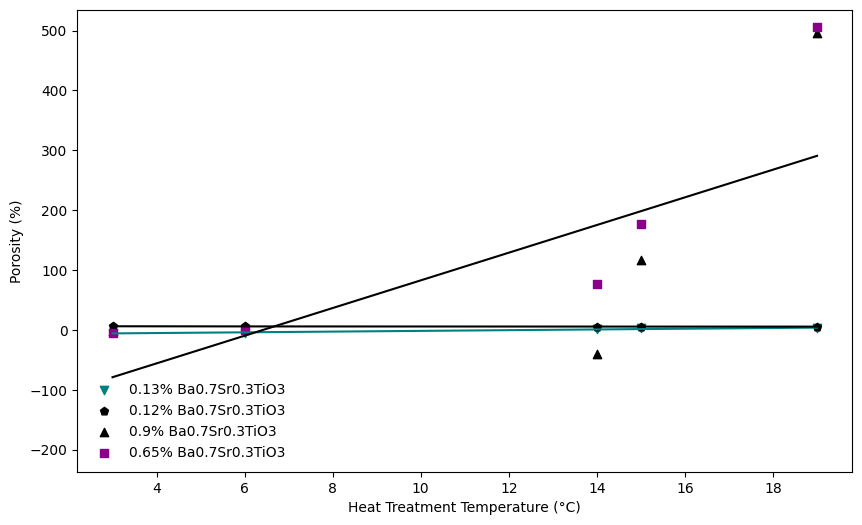 500
400
300
200
100
0
−100
−200
Porosity (%)
0.13% Ba0.7Sr0.3TiO3
0.12% Ba0.7Sr0.3TiO3
0.9% Ba0.7Sr0.3TiO3
0.65% Ba0.7Sr0.3TiO3
4 6 8 10 12 14 16 18
Heat Treatment Temperature (°C)